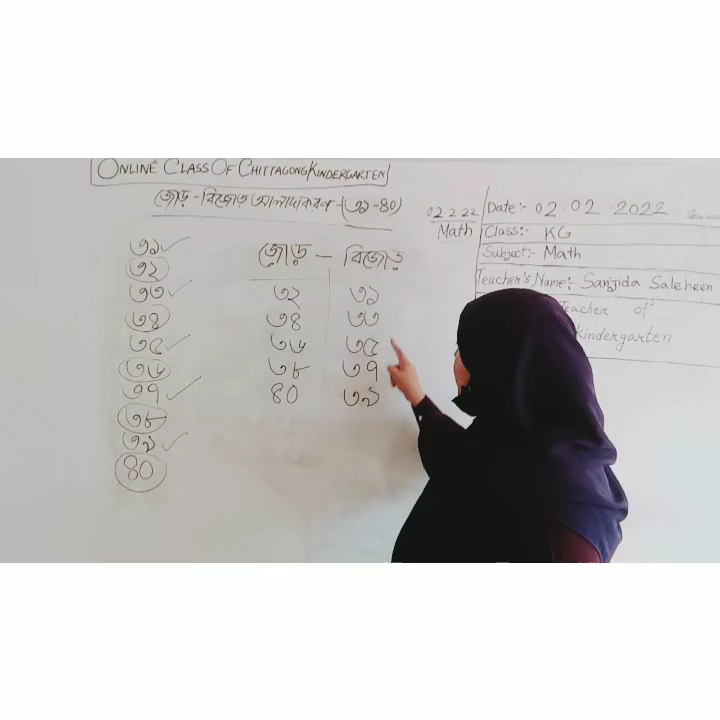 ONLINE CLASS OF CHITTAGONG KINDERGARTEN
জোড় - বিজোড় আলাদাকরণ - (৩১ - ৪০)
৩১ ✓
৩২
৩৩ ✓
৩৪
৩৫ ✓
৩৬
৩৭ ✓
৩৮
৩৯ ✓
৪০
জোড় - বিজোড়
৩২ ৩১
৩৪ ৩৩
৩৬ ৩৫
৩৮ ৩৭
৪০ ৩৯
02 2 22
Math
Date:- 02.02.2022
Class:- KG
Subject:- Math
Teacher's Name:- Sanjida Saleheen
Teacher of
Kindergarten